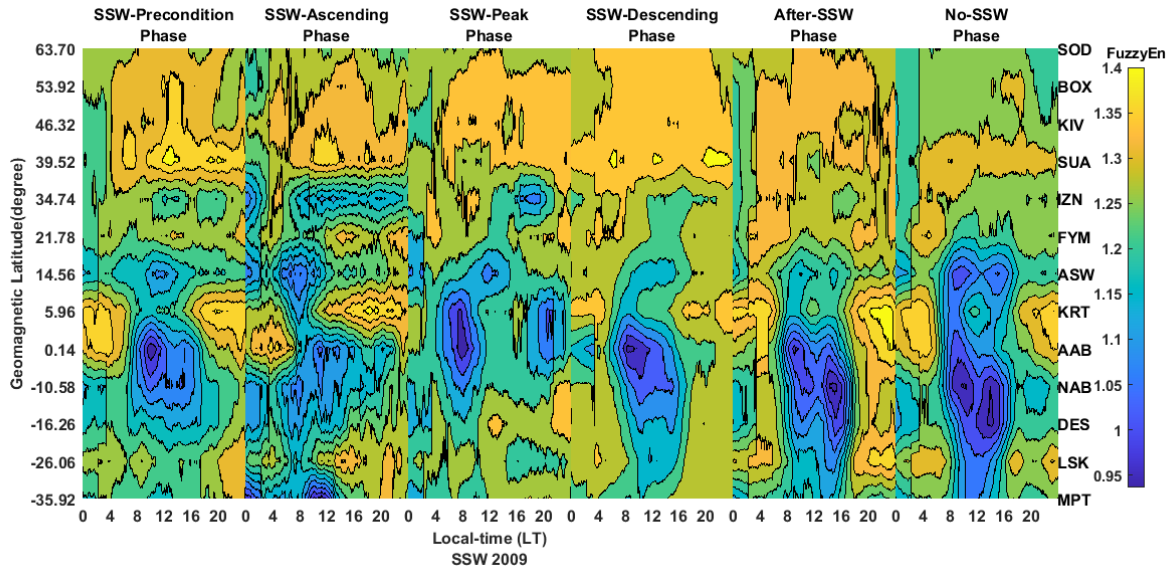 SSW-Precondition Phase
SSW-Ascending Phase
SSW-Peak Phase
SSW-Descending Phase
After-SSW Phase
No-SSW Phase
FuzzyEn
Geomagnetic Latitude(degree)
63.70
53.92
46.32
39.52
34.74
21.78
14.56
5.96
0.14
-10.58
-16.26
-26.06
-35.92
SOD
BOX
KIV
SUA
IZN
FYM
ASW
KRT
AAB
NAB
DES
LSK
MPT
1.4
1.35
1.3
1.25
1.2
1.15
1.1
1.05
1
0.95
0 4 8 12 16 20 0 4 8 12 16 20 0 4 8 12 16 20 0 4 8 12 16 20 0 4 8 12 16 20 0 4 8 12 16 20
Local-time (LT)
SSW 2009